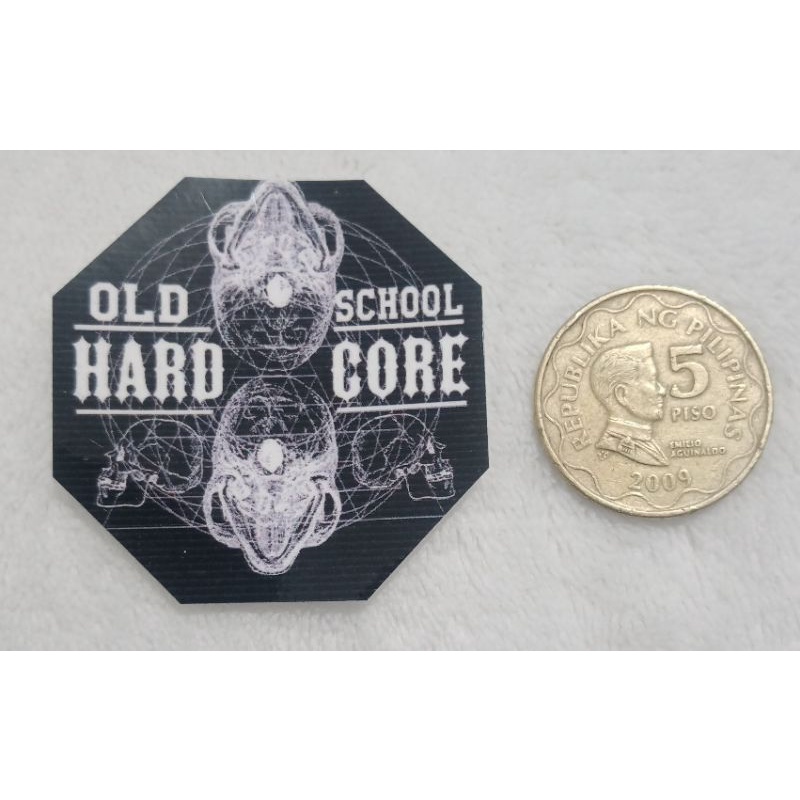 OLD SCHOOL
HARD CORE
REPUBLIKA NG PILIPINAS
5
PISO
EMILIO
AGUINALDO
2009